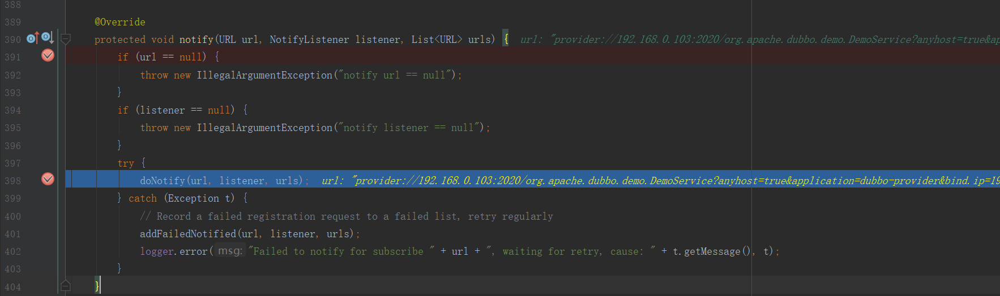 388
389 @Override
390 protected void notify(URL url, NotifyListener listener, List<URL> urls) { url: "provider://192.168.0.103:2020/org.apache.dubbo.demo.DemoService?anyhost=true&ap
391 if (url == null) {
392 throw new IllegalArgumentException("notify url == null");
393 }
394 if (listener == null) {
395 throw new IllegalArgumentException("notify listener == null");
396 }
397 try {
398 doNotify(url, listener, urls); url: "provider://192.168.0.103:2020/org.apache.dubbo.demo.DemoService?anyhost=true&application=dubbo-provider&bind.ip=19
399 } catch (Exception t) {
400 // Record a failed registration request to a failed list, retry regularly
401 addFailedNotified(url, listener, urls);
402 logger.error( msg: "Failed to notify for subscribe " + url + ", waiting for retry, cause: " + t.getMessage(), t);
403 }
404 }